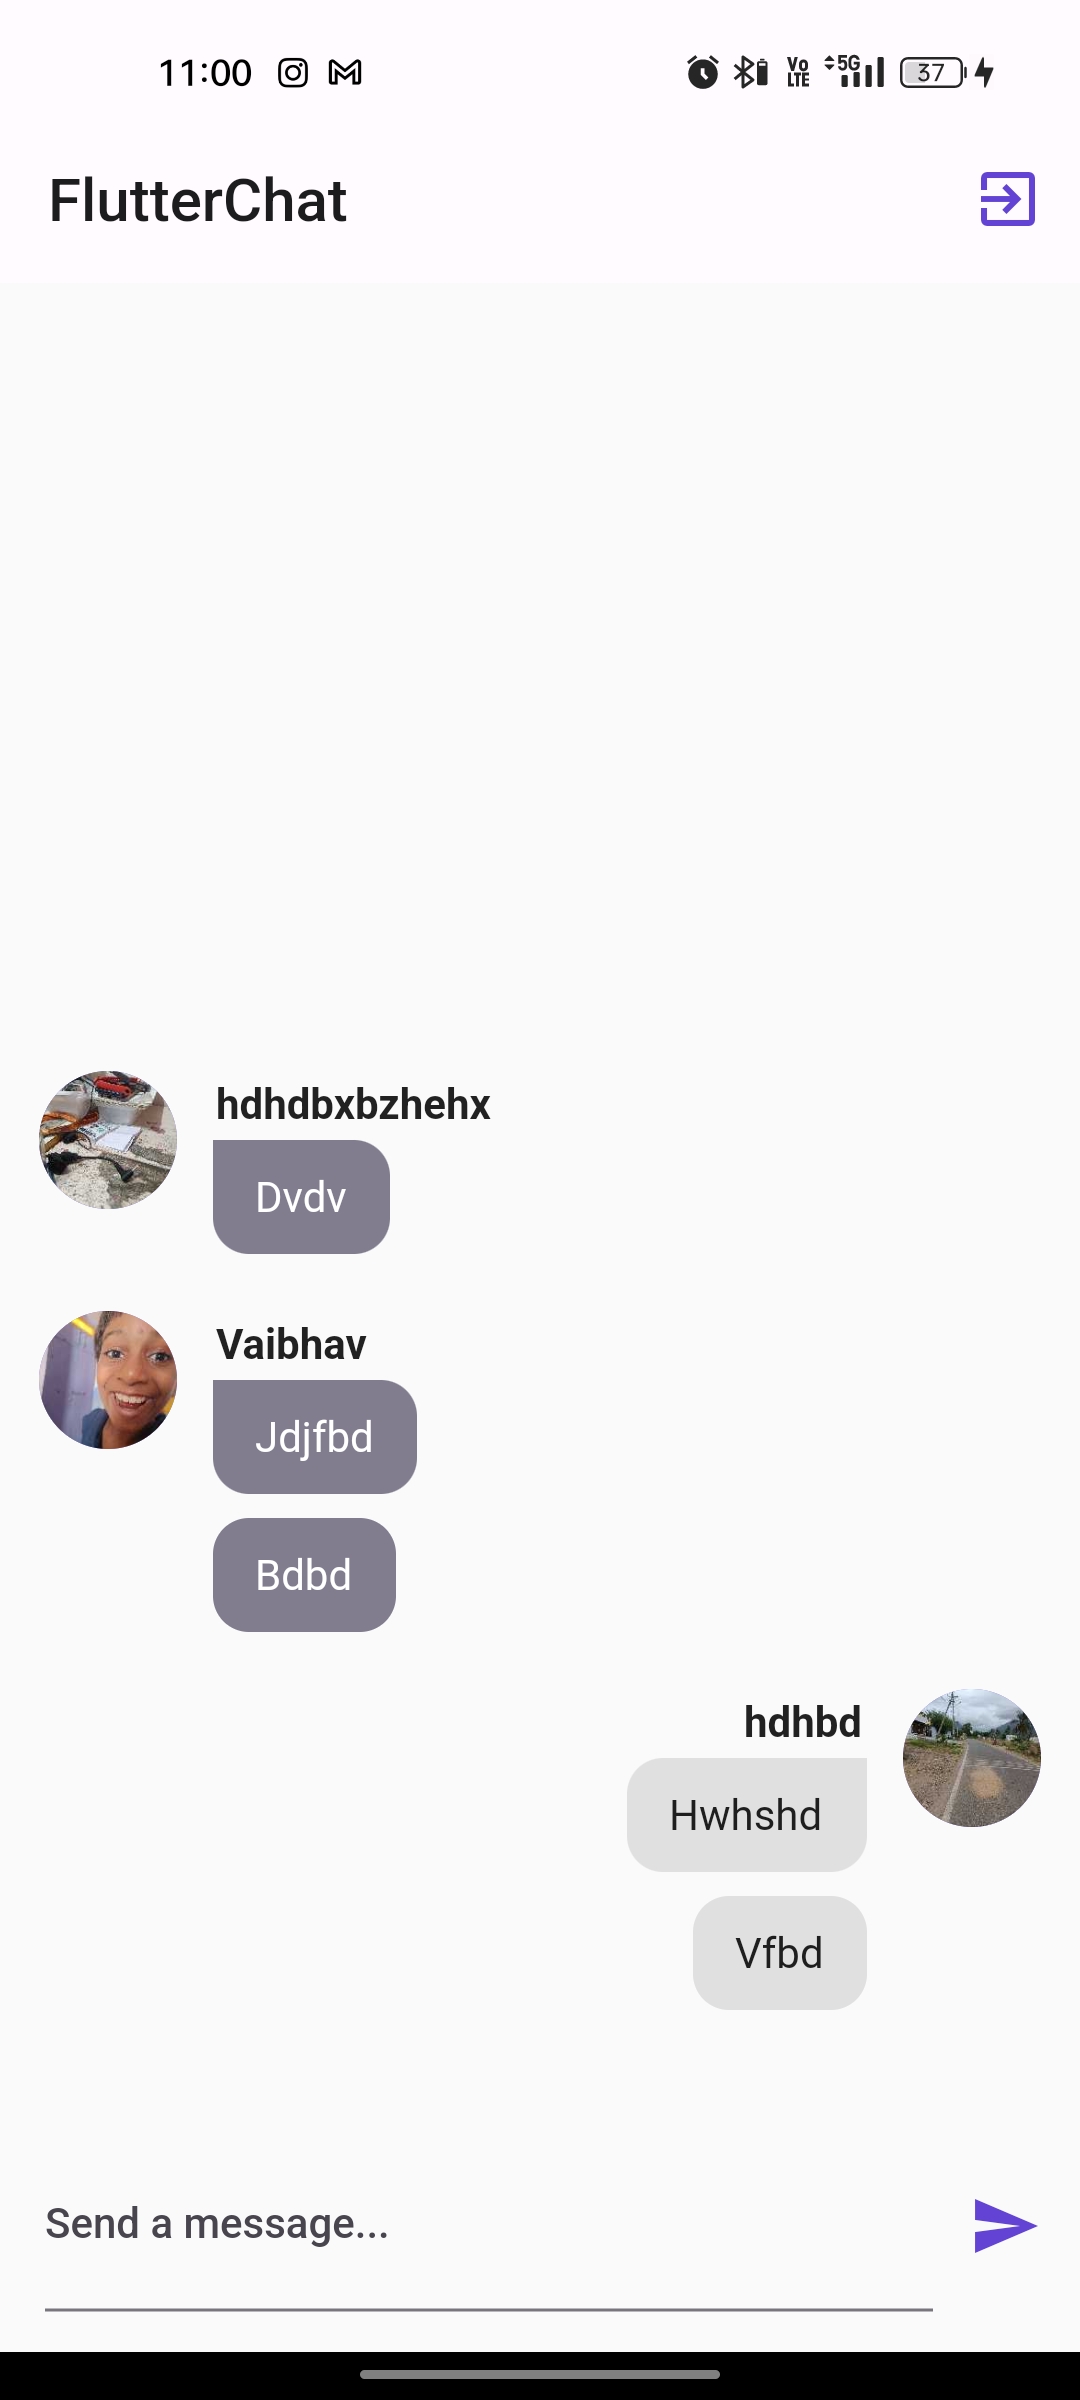 11:00
Vo
LTE
5G
37
FlutterChat
hdhdbxbzhehx
Dvdv
Vaibhav
Jdjfbd
Bdbd
hdhbd
Hwhshd
Vfbd
Send a message...